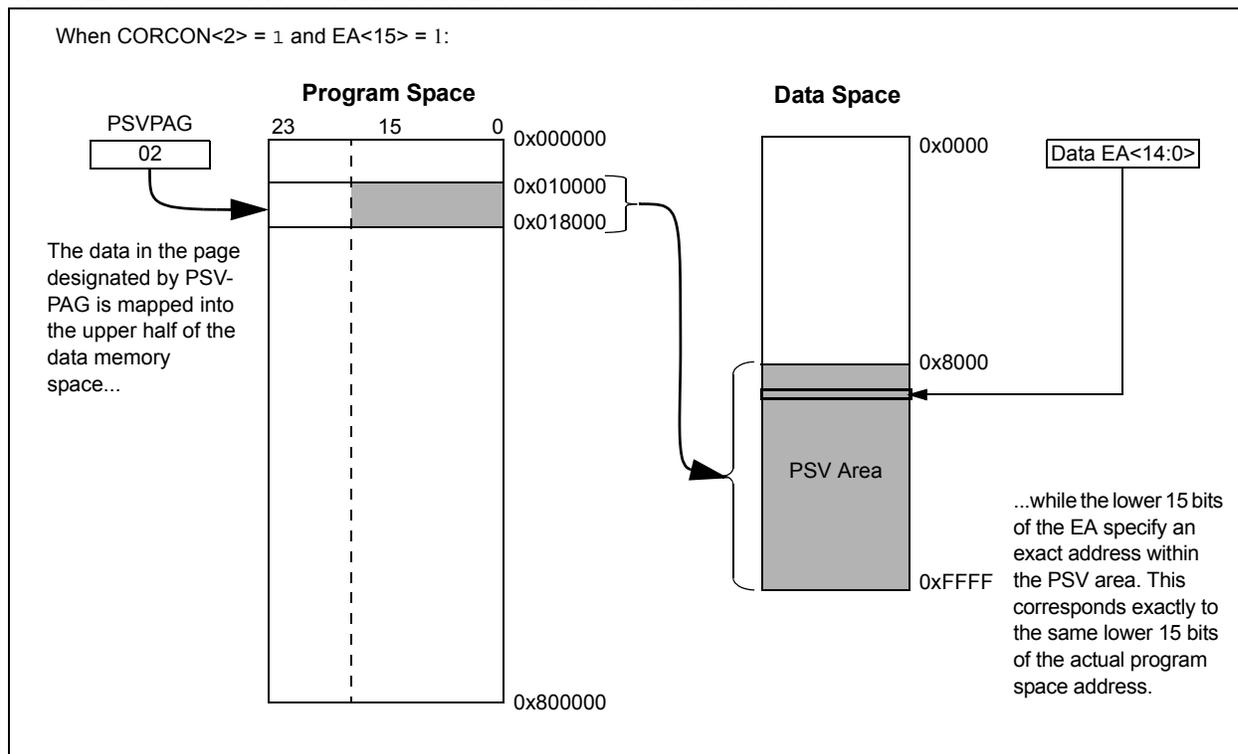 When CORCON<2> = 1 and EA<15> = 1:
Program Space
Data Space
PSVPAG
02
23 15 0
0x000000
0x010000
0x018000
0x800000
The data in the page
designated by PSV-
PAG is mapped into
the upper half of the
data memory
space...
0x0000
Data EA<14:0>
0x8000
PSV Area
0xFFFF
...while the lower 15 bits
of the EA specify an
exact address within
the PSV area. This
corresponds exactly to
the same lower 15 bits
of the actual program
space address.